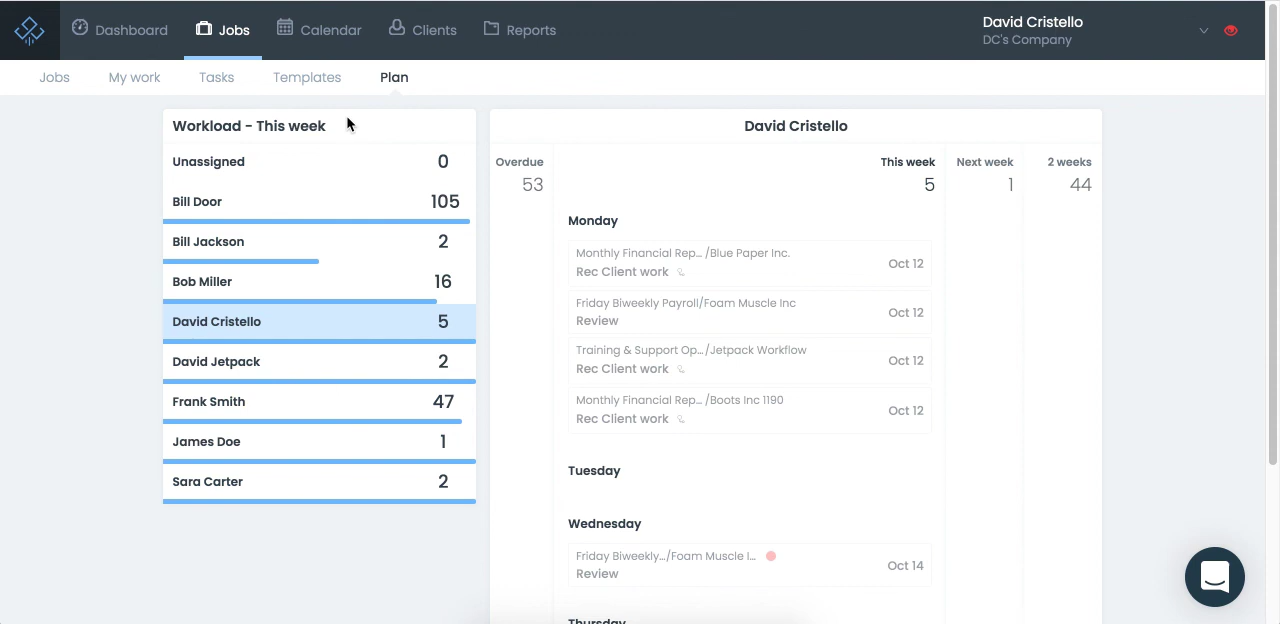 Dashboard
Jobs
Calendar
Clients
Reports
David Cristello
DC's Company
Jobs
My work
Tasks
Templates
Plan
Workload - This week
Unassigned 0
Bill Door 105
Bill Jackson 2
Bob Miller 16
David Cristello 5
David Jetpack 2
Frank Smith 47
James Doe 1
Sara Carter 2
David Cristello
Overdue
53
This week
5
Next week
1
2 weeks
44
Monday
Monthly Financial Rep... /Blue Paper Inc.
Rec Client work
Oct 12
Friday Biweekly Payroll/Foam Muscle Inc
Review
Oct 12
Training & Support Op.../Jetpack Workflow
Rec Client work
Oct 12
Monthly Financial Rep... /Boots Inc 1190
Rec Client work
Oct 12
Tuesday
Wednesday
Friday Biweekly.../Foam Muscle I...
Review
Oct 14
Thursday